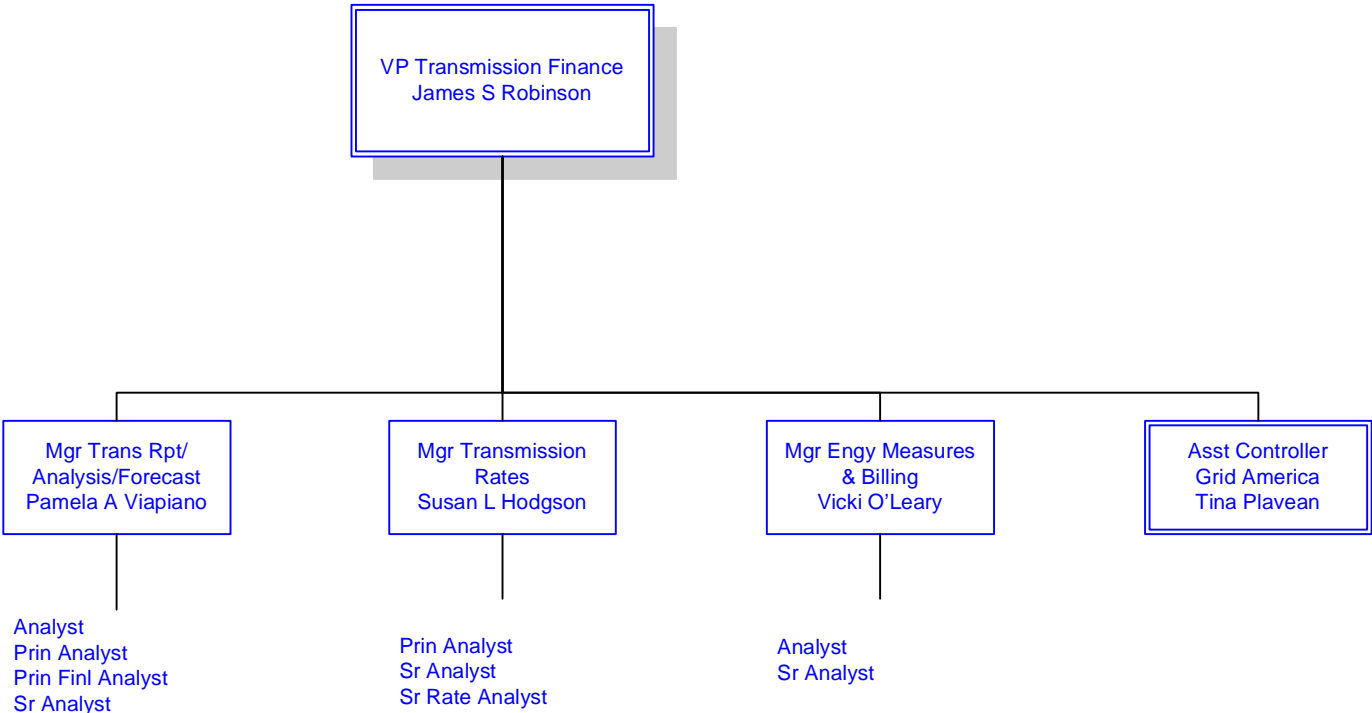 VP Transmission Finance
James S Robinson
Mgr Trans Rpt/
Analysis/Forecast
Pamela A Viapiano
Mgr Transmission
Rates
Susan L Hodgson
Mgr Engy Measures
& Billing
Vicki O’Leary
Asst Controller
Grid America
Tina Plavean
Analyst
Prin Analyst
Prin Finl Analyst
Sr Analyst
Prin Analyst
Sr Analyst
Sr Rate Analyst
Analyst
Sr Analyst